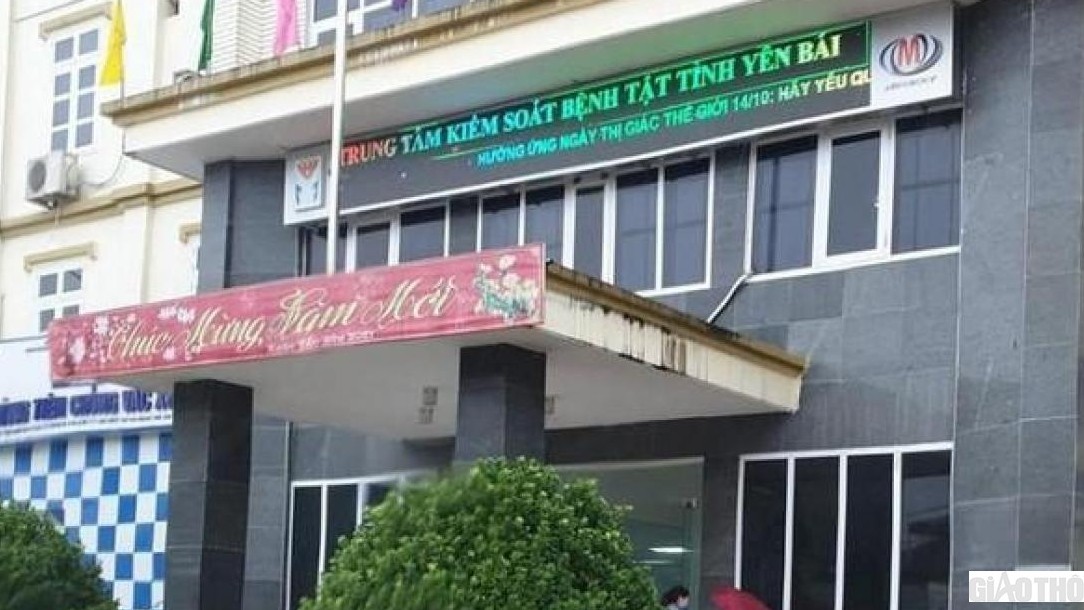 TRUNG TÂM KIỂM SOÁT BỆNH TẬT TỈNH YÊN BÁI
HƯỞNG ỨNG NGÀY THỊ GIÁC THẾ GIỚI 14/10: HÃY YÊU QU
M
Chúc Mừng Năm Mới
GIAOTHÔ